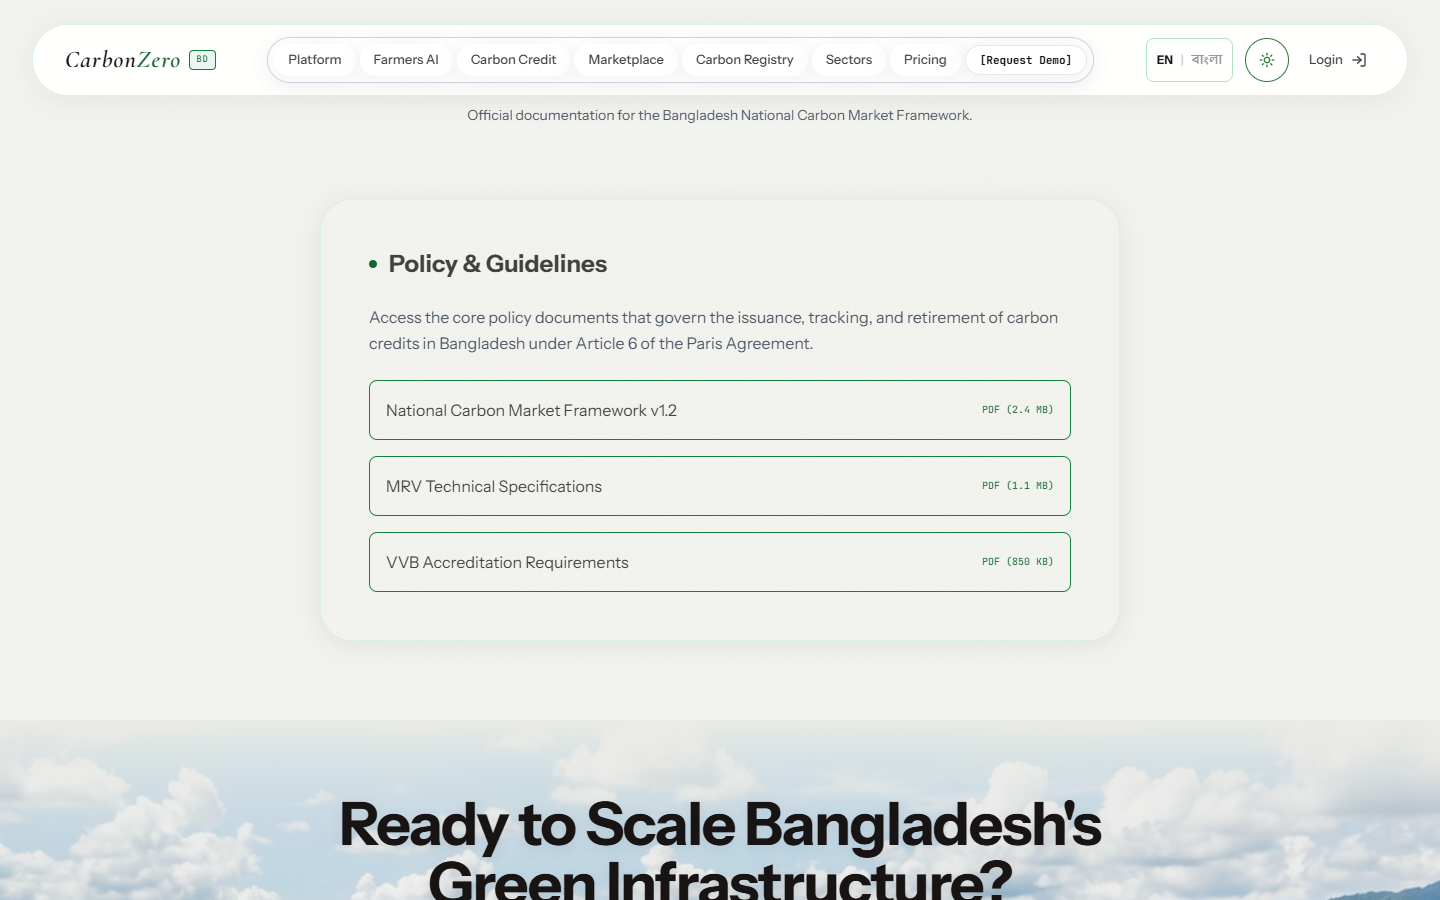 CarbonZero BD
Platform
Farmers AI
Carbon Credit
Marketplace
Carbon Registry
Sectors
Pricing
[Request Demo]
EN | বাংলা
Login
Official documentation for the Bangladesh National Carbon Market Framework.
Policy & Guidelines
Access the core policy documents that govern the issuance, tracking, and retirement of carbon
credits in Bangladesh under Article 6 of the Paris Agreement.
National Carbon Market Framework v1.2
PDF (2.4 MB)
MRV Technical Specifications
PDF (1.1 MB)
VVB Accreditation Requirements
PDF (850 KB)
Ready to Scale Bangladesh's
Green Infrastructure?